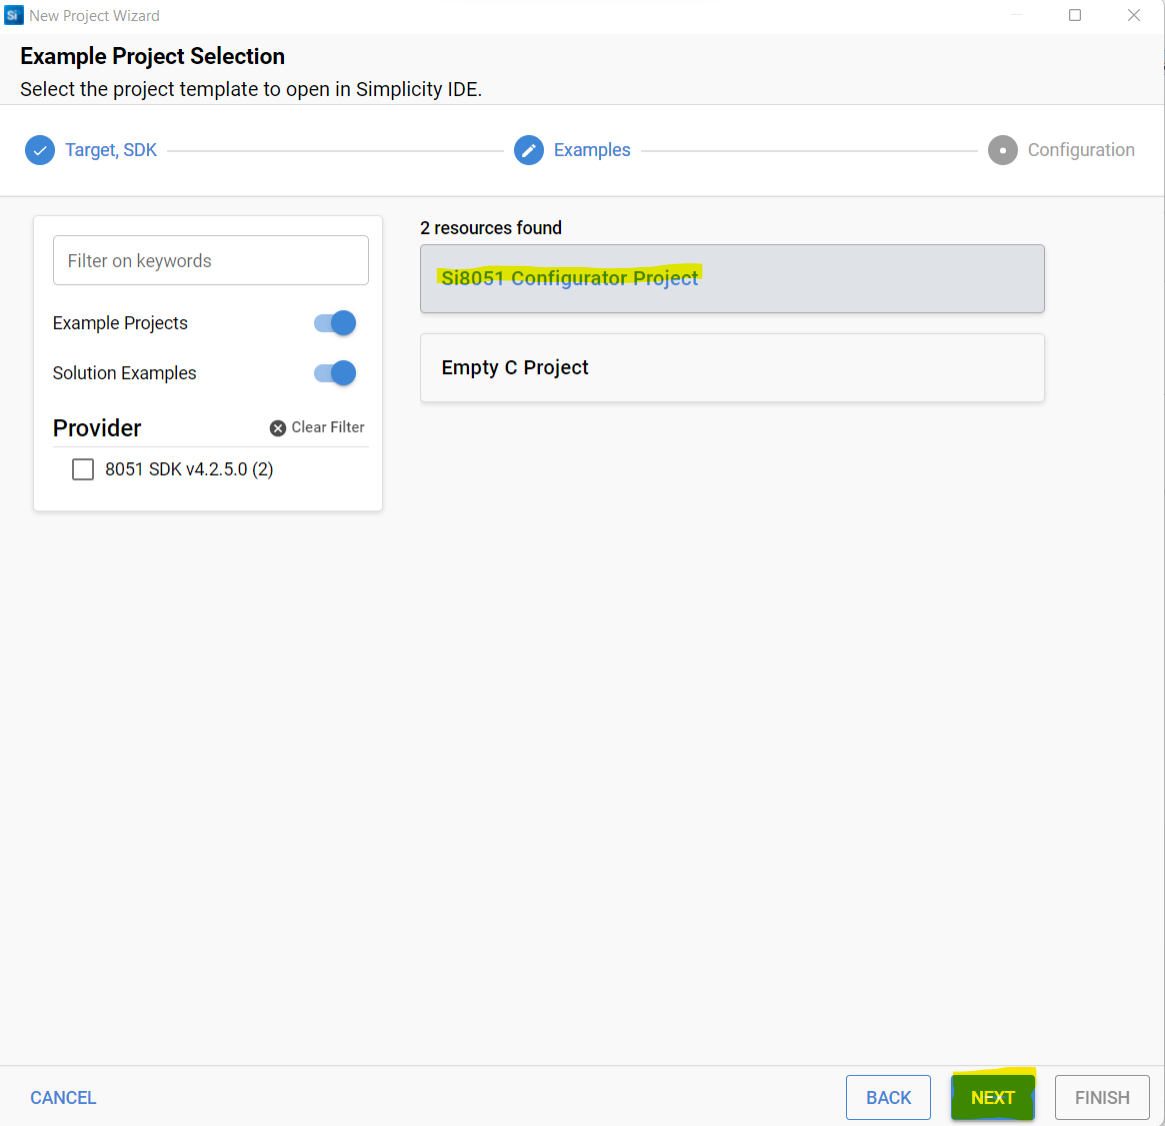 Si New Project Wizard
Example Project Selection
Select the project template to open in Simplicity IDE.
Target, SDK
Examples
Configuration
Filter on keywords
Example Projects
Solution Examples
Provider
Clear Filter
8051 SDK v4.2.5.0 (2)
2 resources found
Si8051 Configurator Project
Empty C Project
CANCEL
BACK
NEXT
FINISH